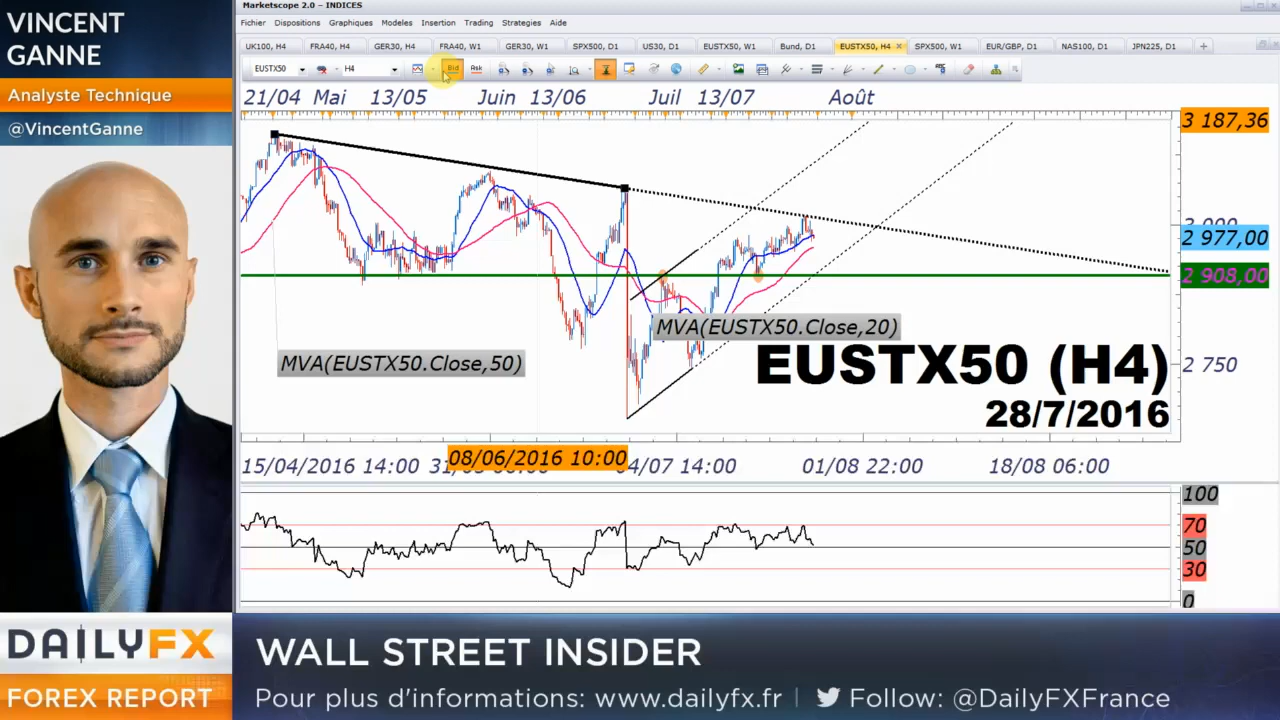 VINCENT
GANNE
Analyste Technique
@VincentGanne
Marketscope 2.0 – INDICES
Fichier Dispositions Graphiques Modeles Insertion Trading Strategies Aide
UK100, H4 FRA40, H4 GER30, H4 FRA40, W1 GER30, W1 SPX500, D1 US30, D1 EUSTX50, W1 Bund, D1 EUSTX50, H4 SPX500, W1 EUR/GBP, D1 NAS100, D1 JPN225, D1
EUSTX50 H4 Bid Ask
21/04 Mai 13/05 Juin 13/06 Juil 13/07 Août
3 187,36
2 977,00
2 908,00
MVA(EUSTX50.Close,20)
MVA(EUSTX50.Close,50)
2 750
EUSTX50 (H4)
28/7/2016
08/06/2016 10:00
15/04/2016 14:00 04/07 14:00 01/08 22:00 18/08 06:00
100
70
50
30
0
DAILYFX
FOREX REPORT
WALL STREET INSIDER
Pour plus d'informations: www.dailyfx.fr | Follow: @DailyFXFrance